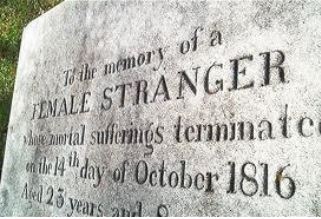 To the memory of a
FEMALE STRANGER
whose mortal sufferings terminated
on the 14th day of October 1816
Aged 23 years and 8